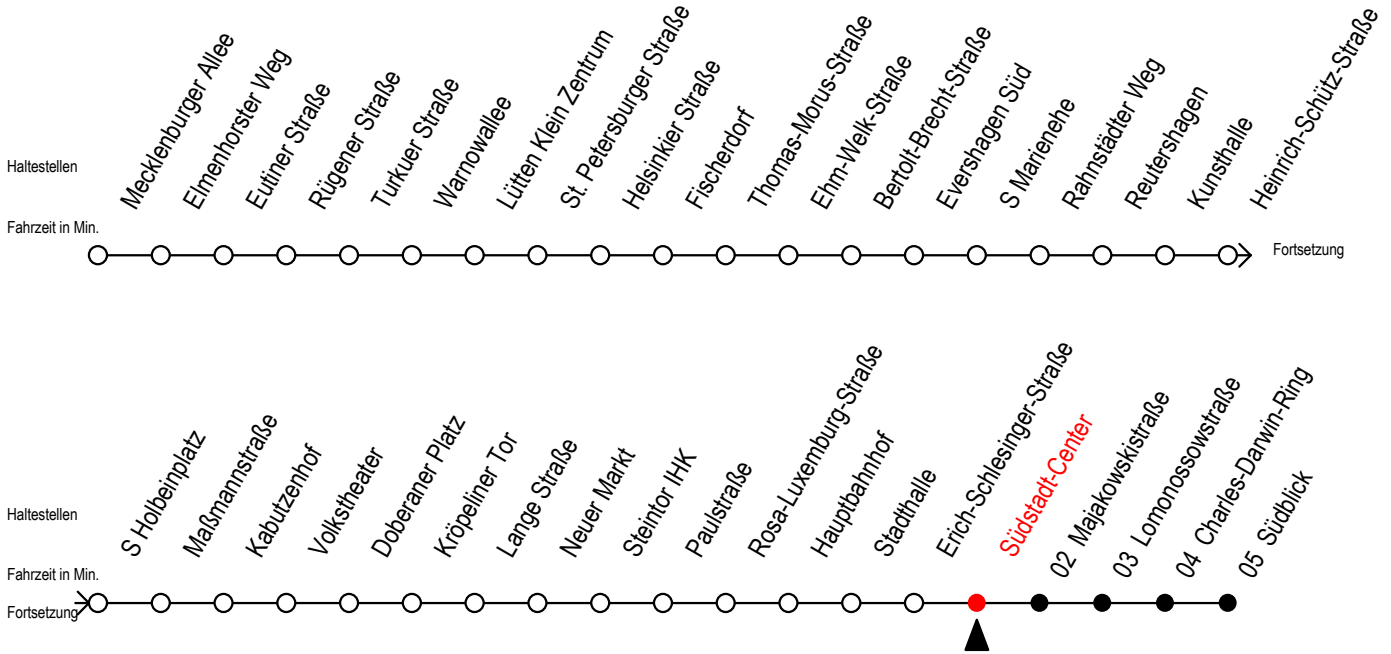 Haltestellen
Mecklenburger Allee
Elmenhorster Weg
Eutiner Straße
Rügener Straße
Turkuer Straße
Warnowallee
Lütten Klein Zentrum
St. Petersburger Straße
Helsinkier Straße
Fischerdorf
Thomas-Morus-Straße
Ehm-Welk-Straße
Bertolt-Brecht-Straße
Evershagen Süd
S Marienehe
Rahnstädter Weg
Reutershagen
Kunsthalle
Heinrich-Schütz-Straße
Fahrzeit in Min.
Fortsetzung
Haltestellen
S Holbeinplatz
Maßmannstraße
Kabutzenhof
Volkstheater
Doberaner Platz
Kröpeliner Tor
Lange Straße
Neuer Markt
Steintor IHK
Paulstraße
Rosa-Luxemburg-Straße
Hauptbahnhof
Stadthalle
Erich-Schlesinger-Straße
Südstadt-Center
02 Majakowskistraße
03 Lomonossowstraße
04 Charles-Darwin-Ring
05 Südblick
Fahrzeit in Min.
Fortsetzung